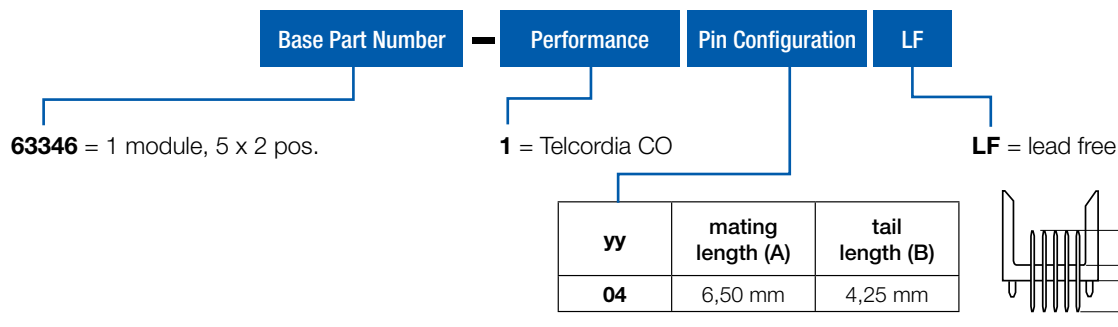 Base Part Number – Performance Pin Configuration LF
63346 = 1 module, 5 x 2 pos.
1 = Telcordia CO
LF = lead free
yy mating length (A) tail length (B)
04 6,50 mm 4,25 mm